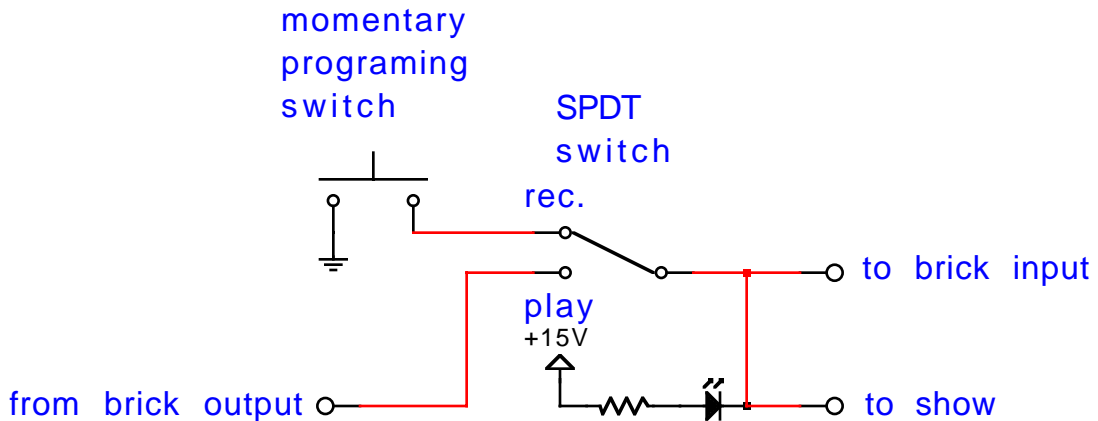 momentary
programing
switch
SPDT
switch
rec.
to brick input
play
+15V
from brick output
to show